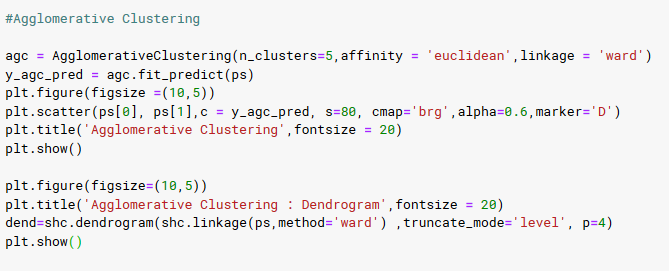 #Agglomerative Clustering
agc = AgglomerativeClustering(n_clusters=5,affinity = 'euclidean',linkage = 'ward')
y_agc_pred = agc.fit_predict(ps)
plt.figure(figsize =(10,5))
plt.scatter(ps[0], ps[1],c = y_agc_pred, s=80, cmap='brg',alpha=0.6,marker='D')
plt.title('Agglomerative Clustering',fontsize = 20)
plt.show()
plt.figure(figsize=(10,5))
plt.title('Agglomerative Clustering : Dendrogram',fontsize = 20)
dend=shc.dendrogram(shc.linkage(ps,method='ward') ,truncate_mode='level', p=4)
plt.show()